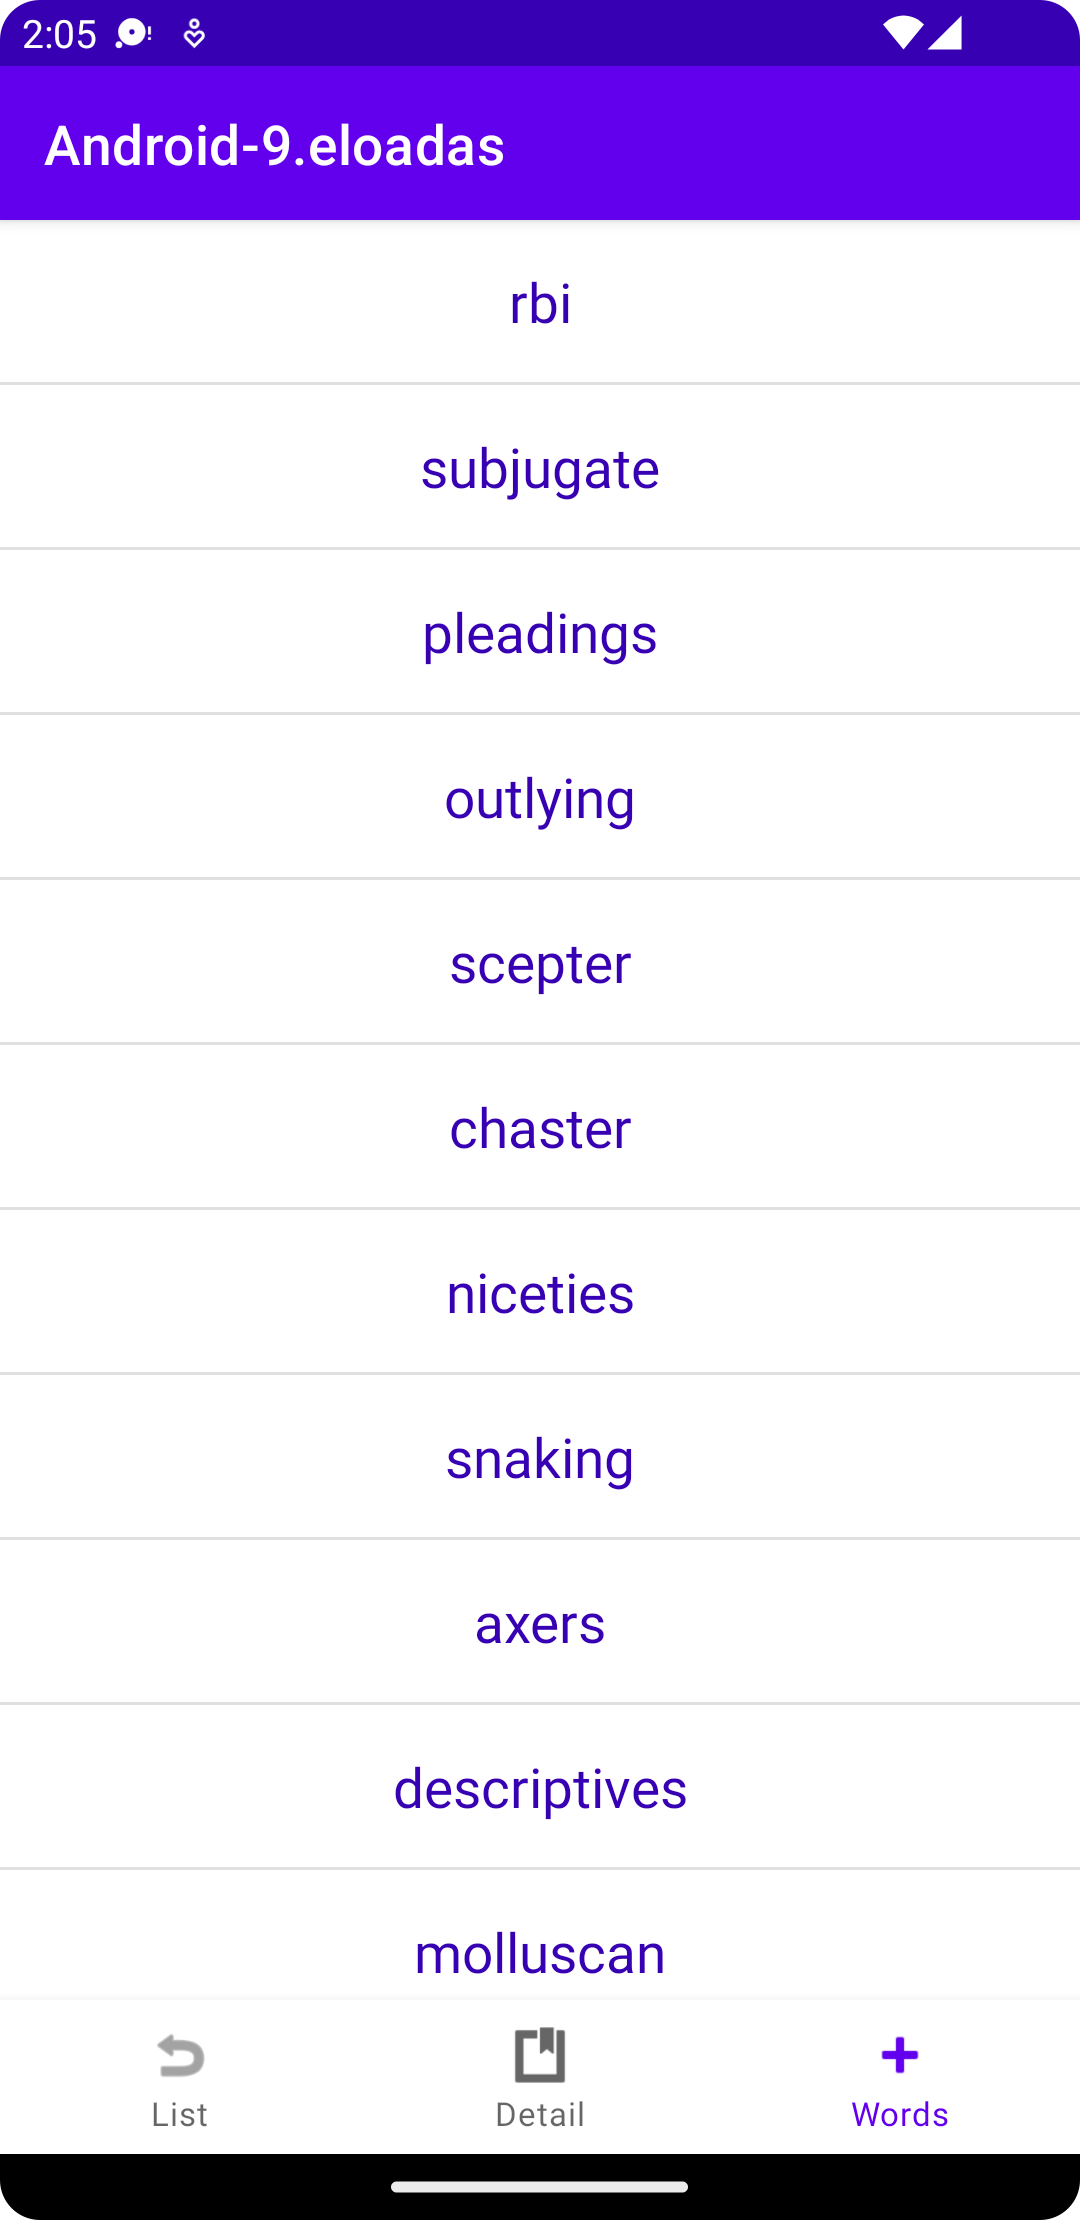 2:05
Android-9.eloadas
rbi
subjugate
pleadings
outlying
scepter
chaster
niceties
snaking
axers
descriptives
molluscan
List
Detail
Words